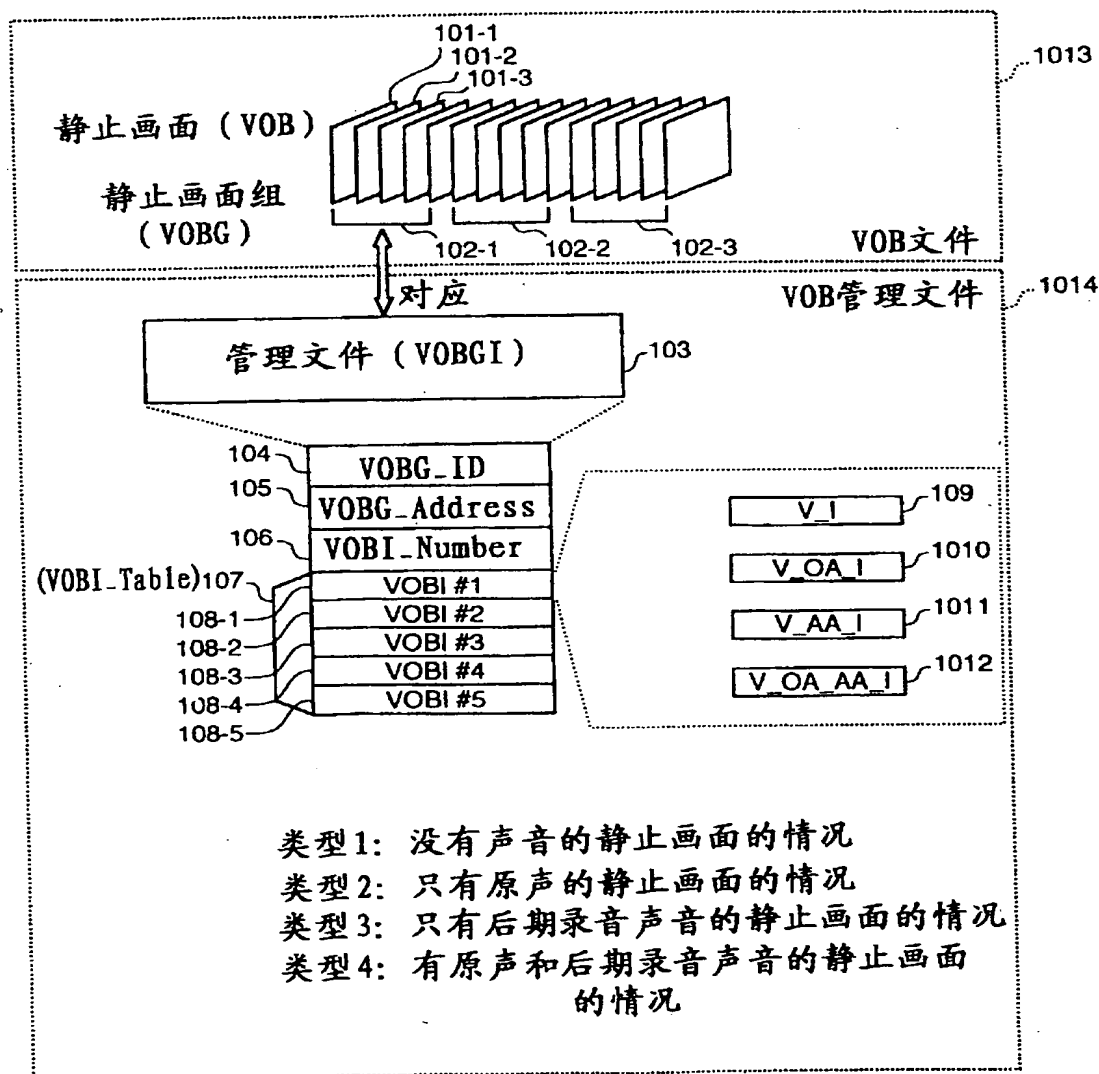 101-1
101-2
101-3
1013
静止画面（VOB）
静止画面组
（VOBG）
102-1
102-2
102-3
VOB文件
对应
VOB管理文件
1014
管理文件（VOBGI）
103
104
VOBG_ID
105
VOBG_Address
106
VOBI_Number
(VOBI_Table)107
VOBI #1
108-1
VOBI #2
108-2
VOBI #3
108-3
VOBI #4
108-4
VOBI #5
108-5
V_I
109
V_OA_I
1010
V_AA_I
1011
V_OA_AA_I
1012
类型1：没有声音的静止画面的情况
类型2：只有原声的静止画面的情况
类型3：只有后期录音声音的静止画面的情况
类型4：有原声和后期录音声音的静止画面
的情况